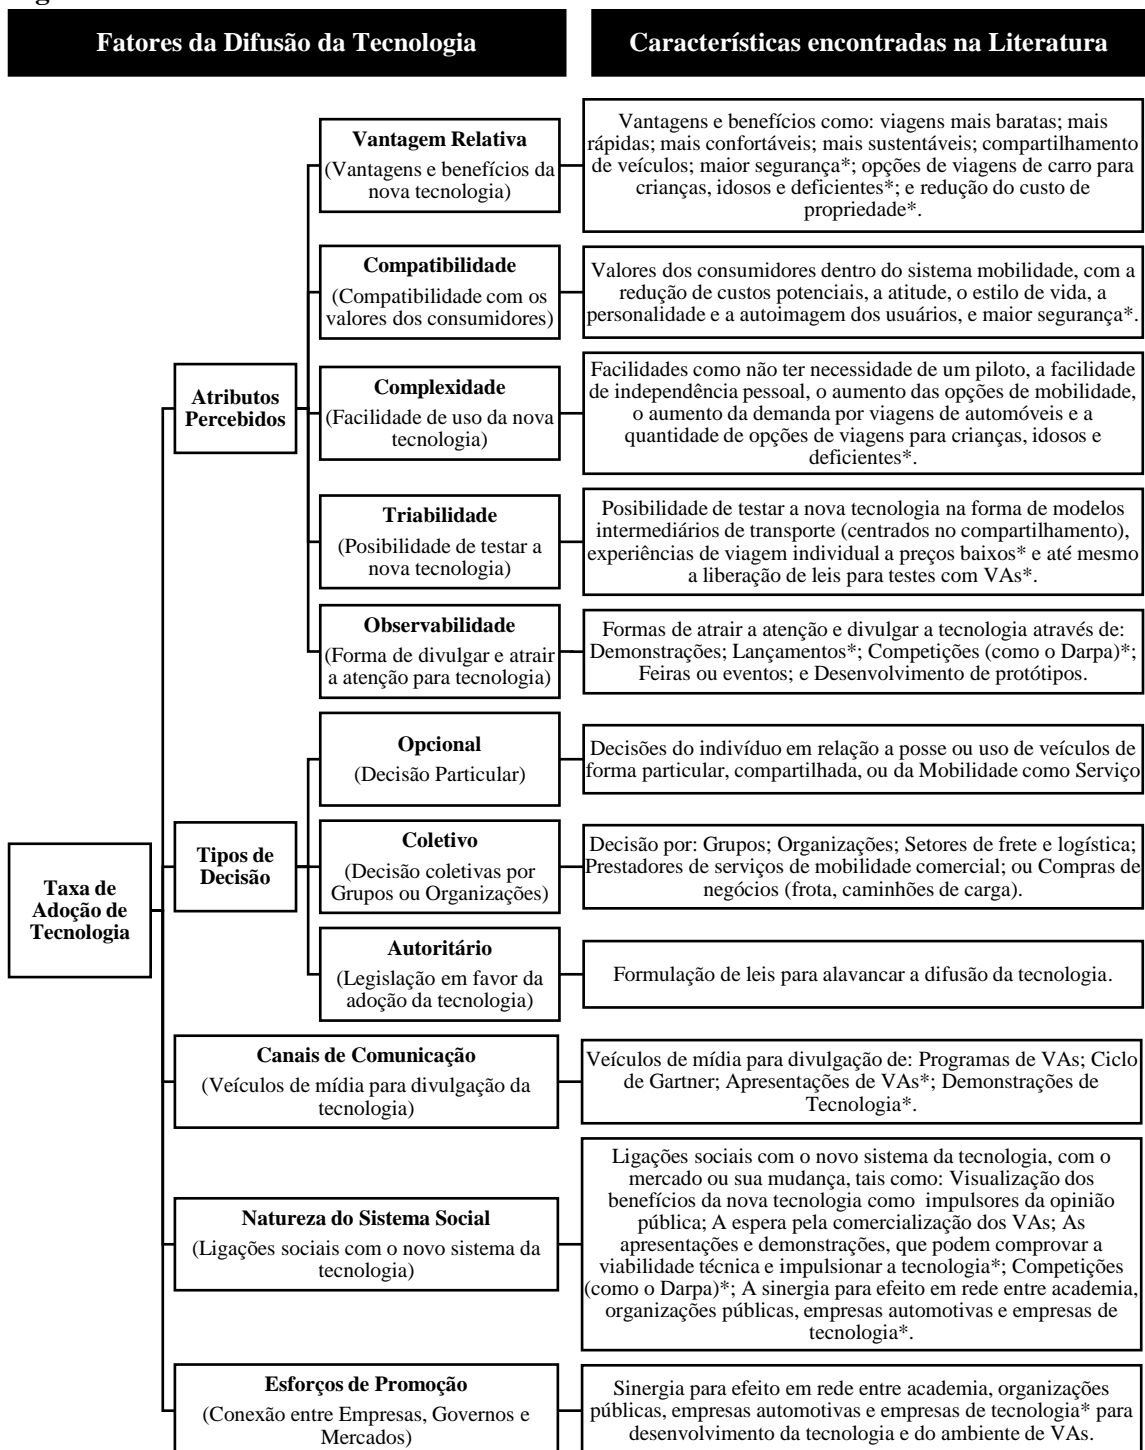 Fatores da Difusão da Tecnologia
Características encontradas na Literatura
Vantagem Relativa
(Vantagens e benefícios da
nova tecnologia)
Vantagens e benefícios como: viagens mais baratas; mais
rápidas; mais confortáveis; mais sustentáveis; compartilhamento
de veículos; maior segurança*; opções de viagens de carro para
crianças, idosos e deficientes*; e redução do custo de
propriedade*.
Compatibilidade
(Compatibilidade com os
valores dos consumidores)
Valores dos consumidores dentro do sistema mobilidade, com a
redução de custos potenciais, a atitude, o estilo de vida, a
personalidade e a autoimagem dos usuários, e maior segurança*.
Atributos
Percebidos
Complexidade
(Facilidade de uso da nova
tecnologia)
Facilidades como não ter necessidade de um piloto, a facilidade
de independência pessoal, o aumento das opções de mobilidade,
o aumento da demanda por viagens de automóveis e a
quantidade de opções de viagens para crianças, idosos e
deficientes*.
Triabilidade
(Posibilidade de testar a
nova tecnologia)
Posibilidade de testar a nova tecnologia na forma de modelos
intermediários de transporte (centrados no compartilhamento),
experiências de viagem individual a preços baixos* e até mesmo
a liberação de leis para testes com VAs*.
Observabilidade
(Forma de divulgar e atrair
a atenção para tecnologia)
Formas de atrair a atenção e divulgar a tecnologia através de:
Demonstrações; Lançamentos*; Competições (como o Darpa)*;
Feiras ou eventos; e Desenvolvimento de protótipos.
Opcional
(Decisão Particular)
Decisões do indivíduo em relação a posse ou uso de veículos de
forma particular, compartilhada, ou da Mobilidade como Serviço
Taxa de
Adoção de
Tecnologia
Tipos de
Decisão
Coletivo
(Decisão coletivas por
Grupos ou Organizações)
Decisão por: Grupos; Organizações; Setores de frete e logística;
Prestadores de serviços de mobilidade comercial; ou Compras de
negócios (frota, caminhões de carga).
Autoritário
(Legislação em favor da
adoção da tecnologia)
Formulação de leis para alavancar a difusão da tecnologia.
Canais de Comunicação
(Veículos de mídia para divulgação da
tecnologia)
Veículos de mídia para divulgação de: Programas de VAs; Ciclo
de Gartner; Apresentações de VAs*; Demonstrações de
Tecnologia*.
Natureza do Sistema Social
(Ligações sociais com o novo sistema da
tecnologia)
Ligações sociais com o novo sistema da tecnologia, com o
mercado ou sua mudança, tais como: Visualização dos
benefícios da nova tecnologia como impulsores da opinião
pública; A espera pela comercialização dos VAs; As
apresentações e demonstrações, que podem comprovar a
viabilidade técnica e impulsionar a tecnologia*; Competições
(como o Darpa)*; A sinergia para efeito em rede entre academia,
organizações públicas, empresas automotivas e empresas de
tecnologia*.
Esforços de Promoção
(Conexão entre Empresas, Governos e
Mercados)
Sinergia para efeito em rede entre academia, organizações
públicas, empresas automotivas e empresas de tecnologia* para
desenvolvimento da tecnologia e do ambiente de VAs.